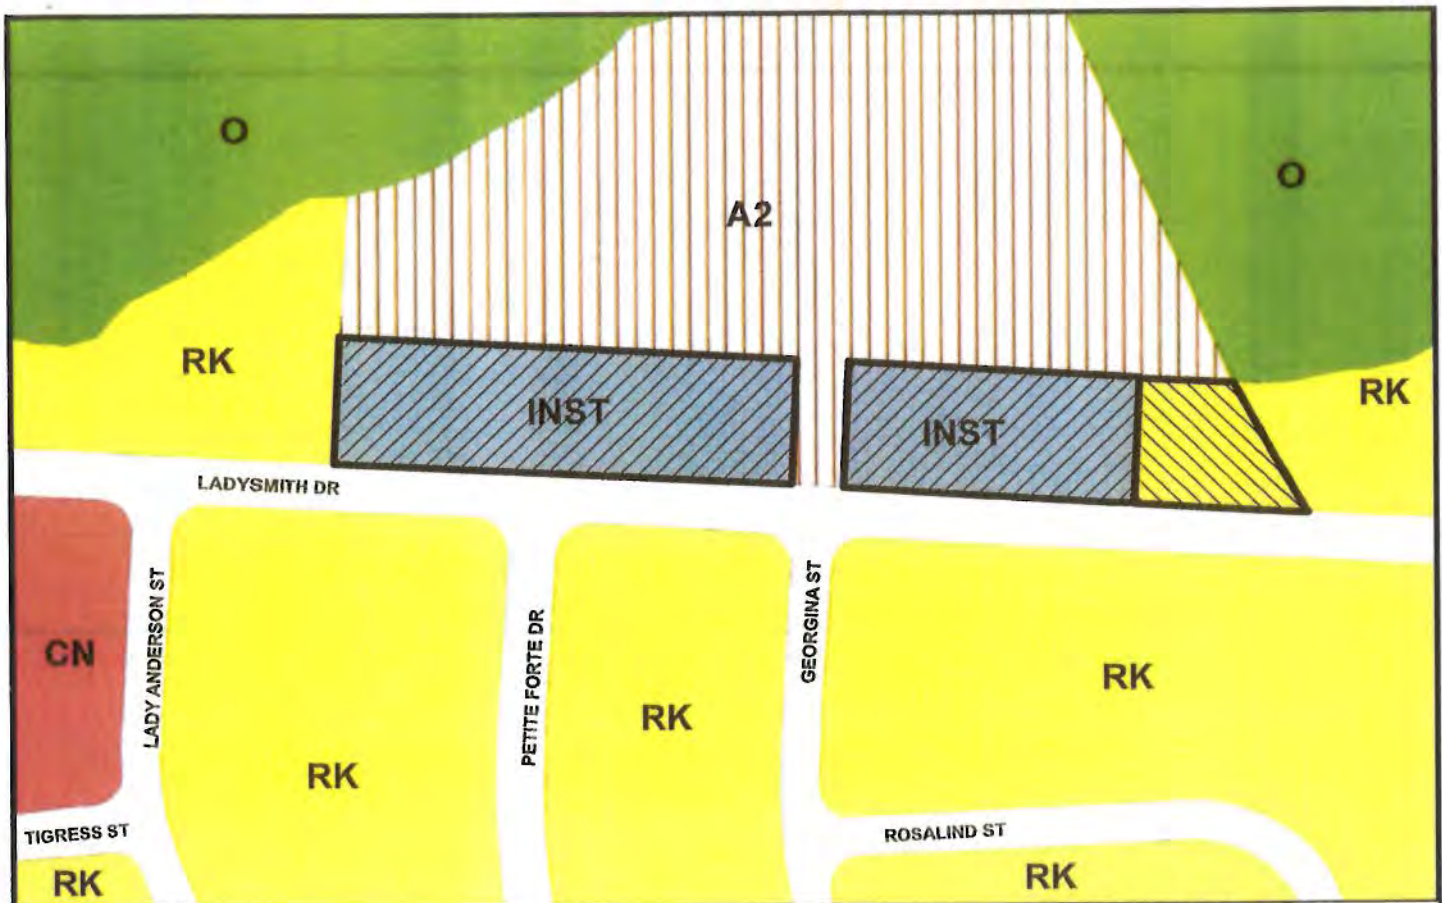 O
O
A2
RK
RK
INST
INST
LADYSMITH DR
LADY ANDERSON ST
PETITE FORTE DR
GEORGINA ST
CN
RK
RK
RK
TIGRESS ST
ROSALIND ST
RK
RK